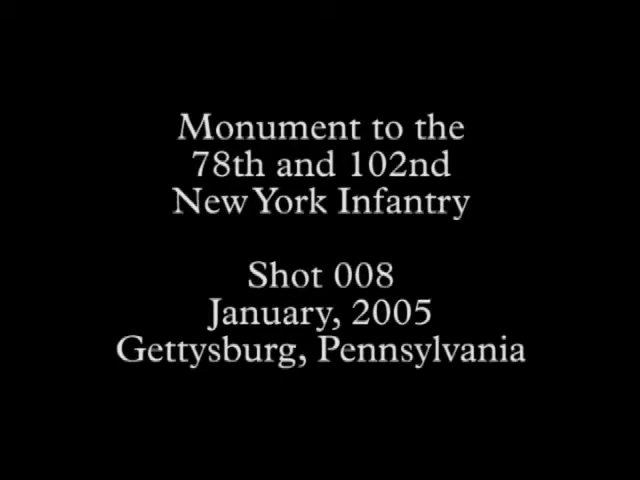 Monument to the
78th and 102nd
New York Infantry
Shot 008
January, 2005
Gettysburg, Pennsylvania